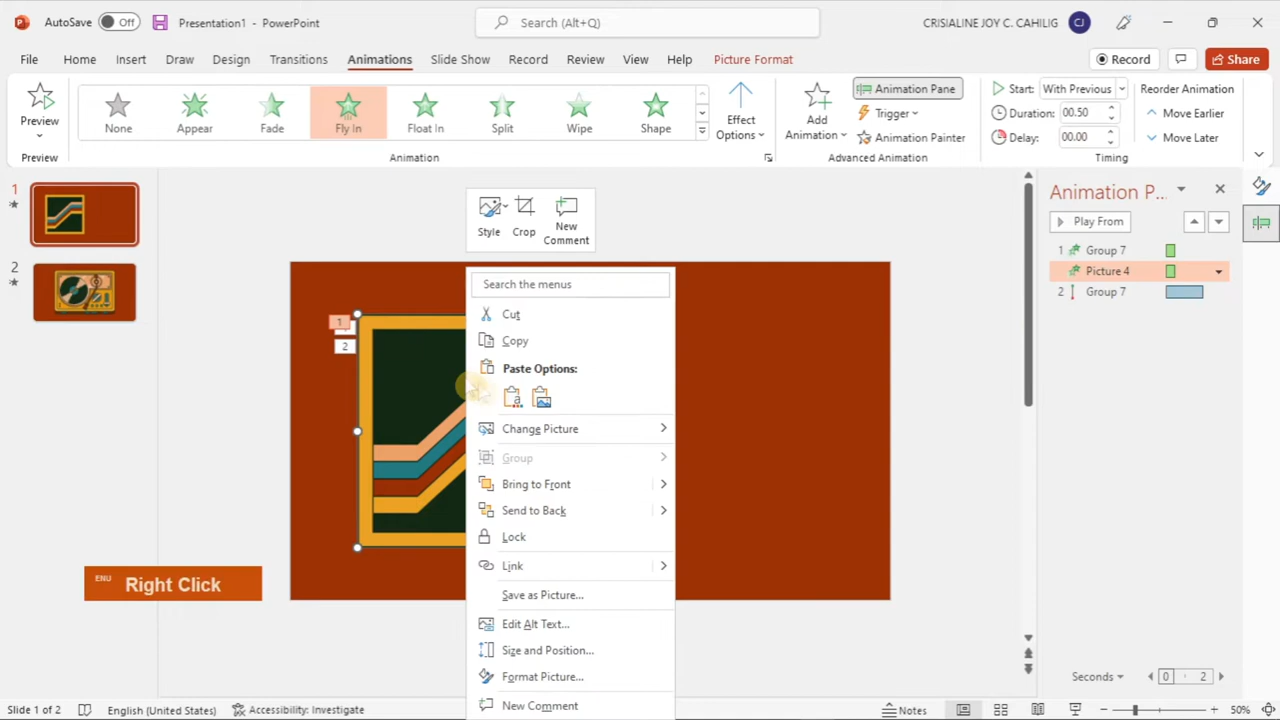 AutoSave Off Presentation1 - PowerPoint Search (Alt+Q) CRISIALINE JOY C. CAHILIG CJ
File Home Insert Draw Design Transitions Animations Slide Show Record Review View Help Picture Format Record Share
Preview
Preview
None Appear Fade Fly In Float In Split Wipe Shape
Animation
Effect
Options
Add
Animation
Animation Pane
Trigger
Animation Painter
Advanced Animation
Start: With Previous
Duration: 00.50
Delay: 00.00
Timing
Reorder Animation
Move Earlier
Move Later
1
2
Style Crop New
Comment
Search the menus
Cut
Copy
Paste Options:
a
Change Picture
Group
Bring to Front
Send to Back
Lock
Link
Save as Picture...
Edit Alt Text...
Size and Position...
Format Picture...
New Comment
1
2
ENU Right Click
Animation P...
Play From
1 Group 7
Picture 4
2 Group 7
Seconds 0 2
Slide 1 of 2 English (United States) Accessibility: Investigate Notes 50%